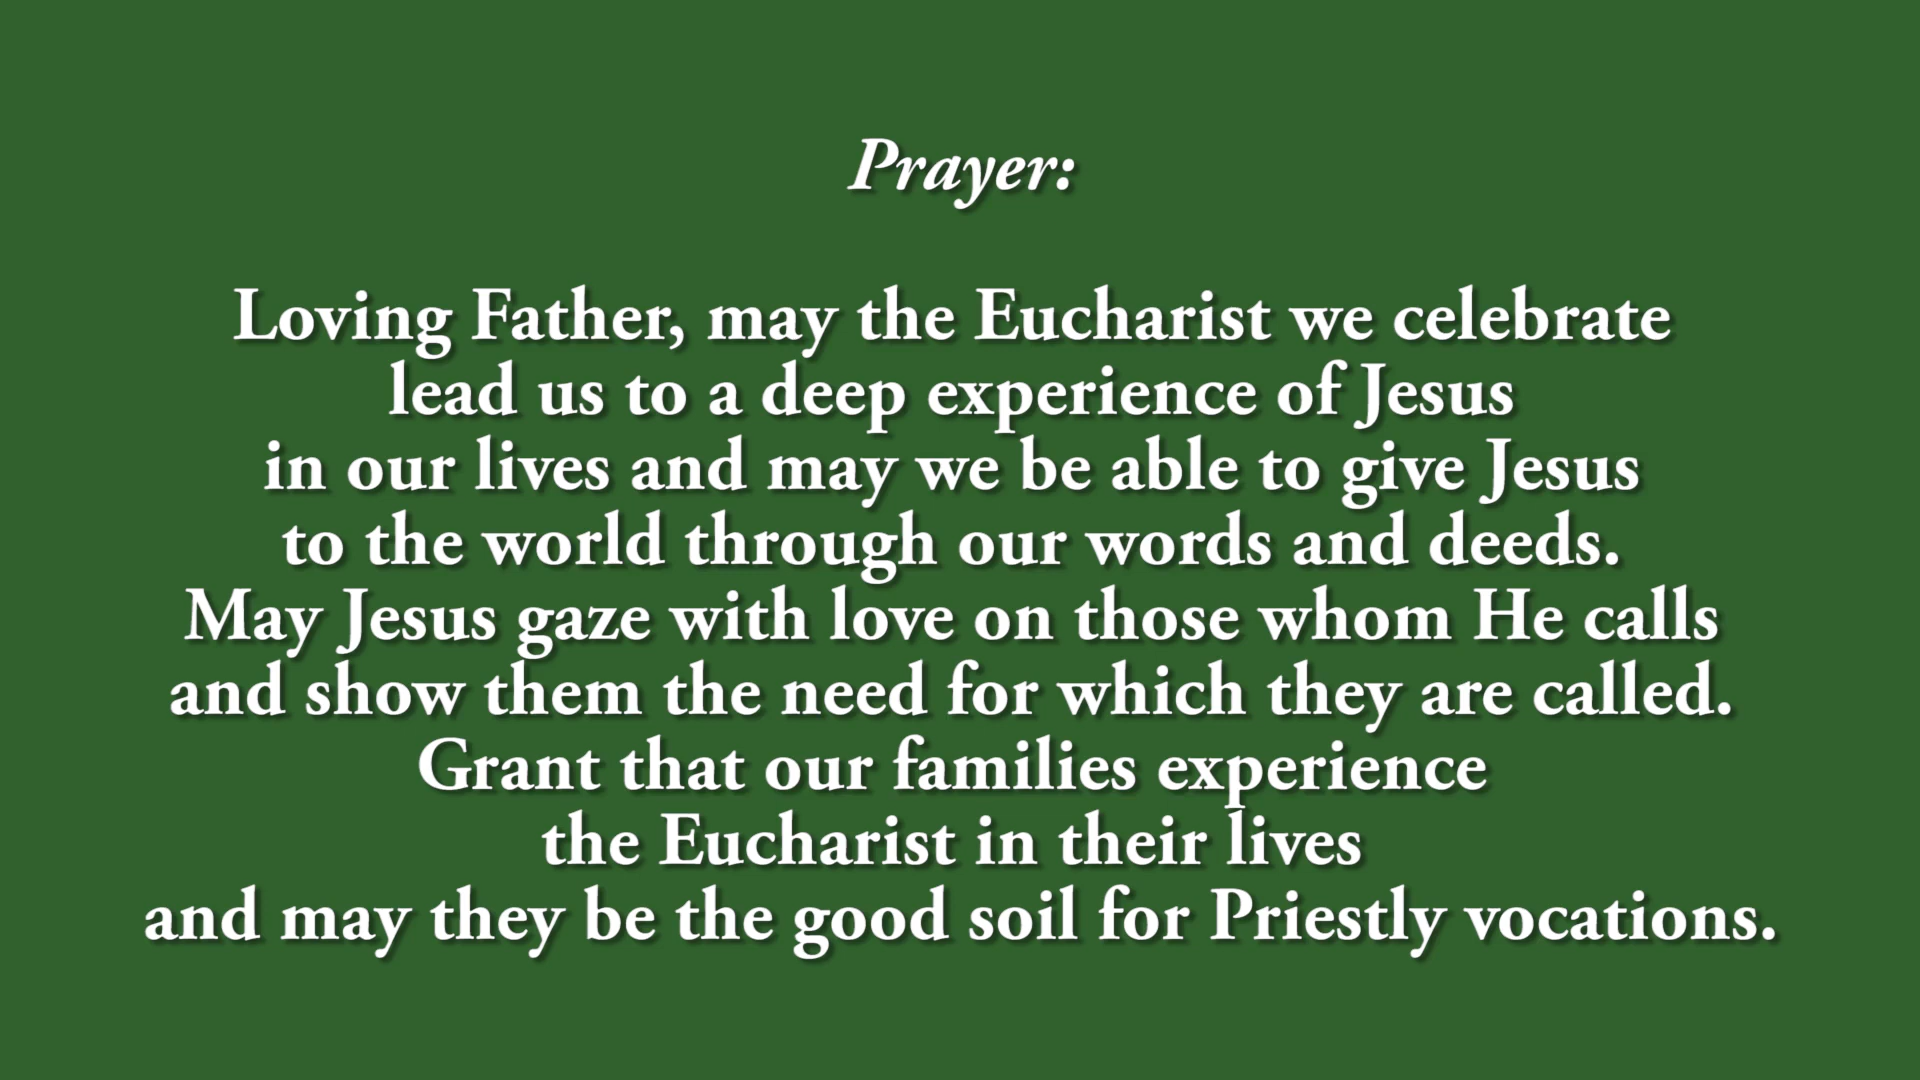 Prayer:
Loving Father, may the Eucharist we celebrate
lead us to a deep experience of Jesus
in our lives and may we be able to give Jesus
to the world through our words and deeds.
May Jesus gaze with love on those whom He calls
and show them the need for which they are called.
Grant that our families experience
the Eucharist in their lives
and may they be the good soil for Priestly vocations.